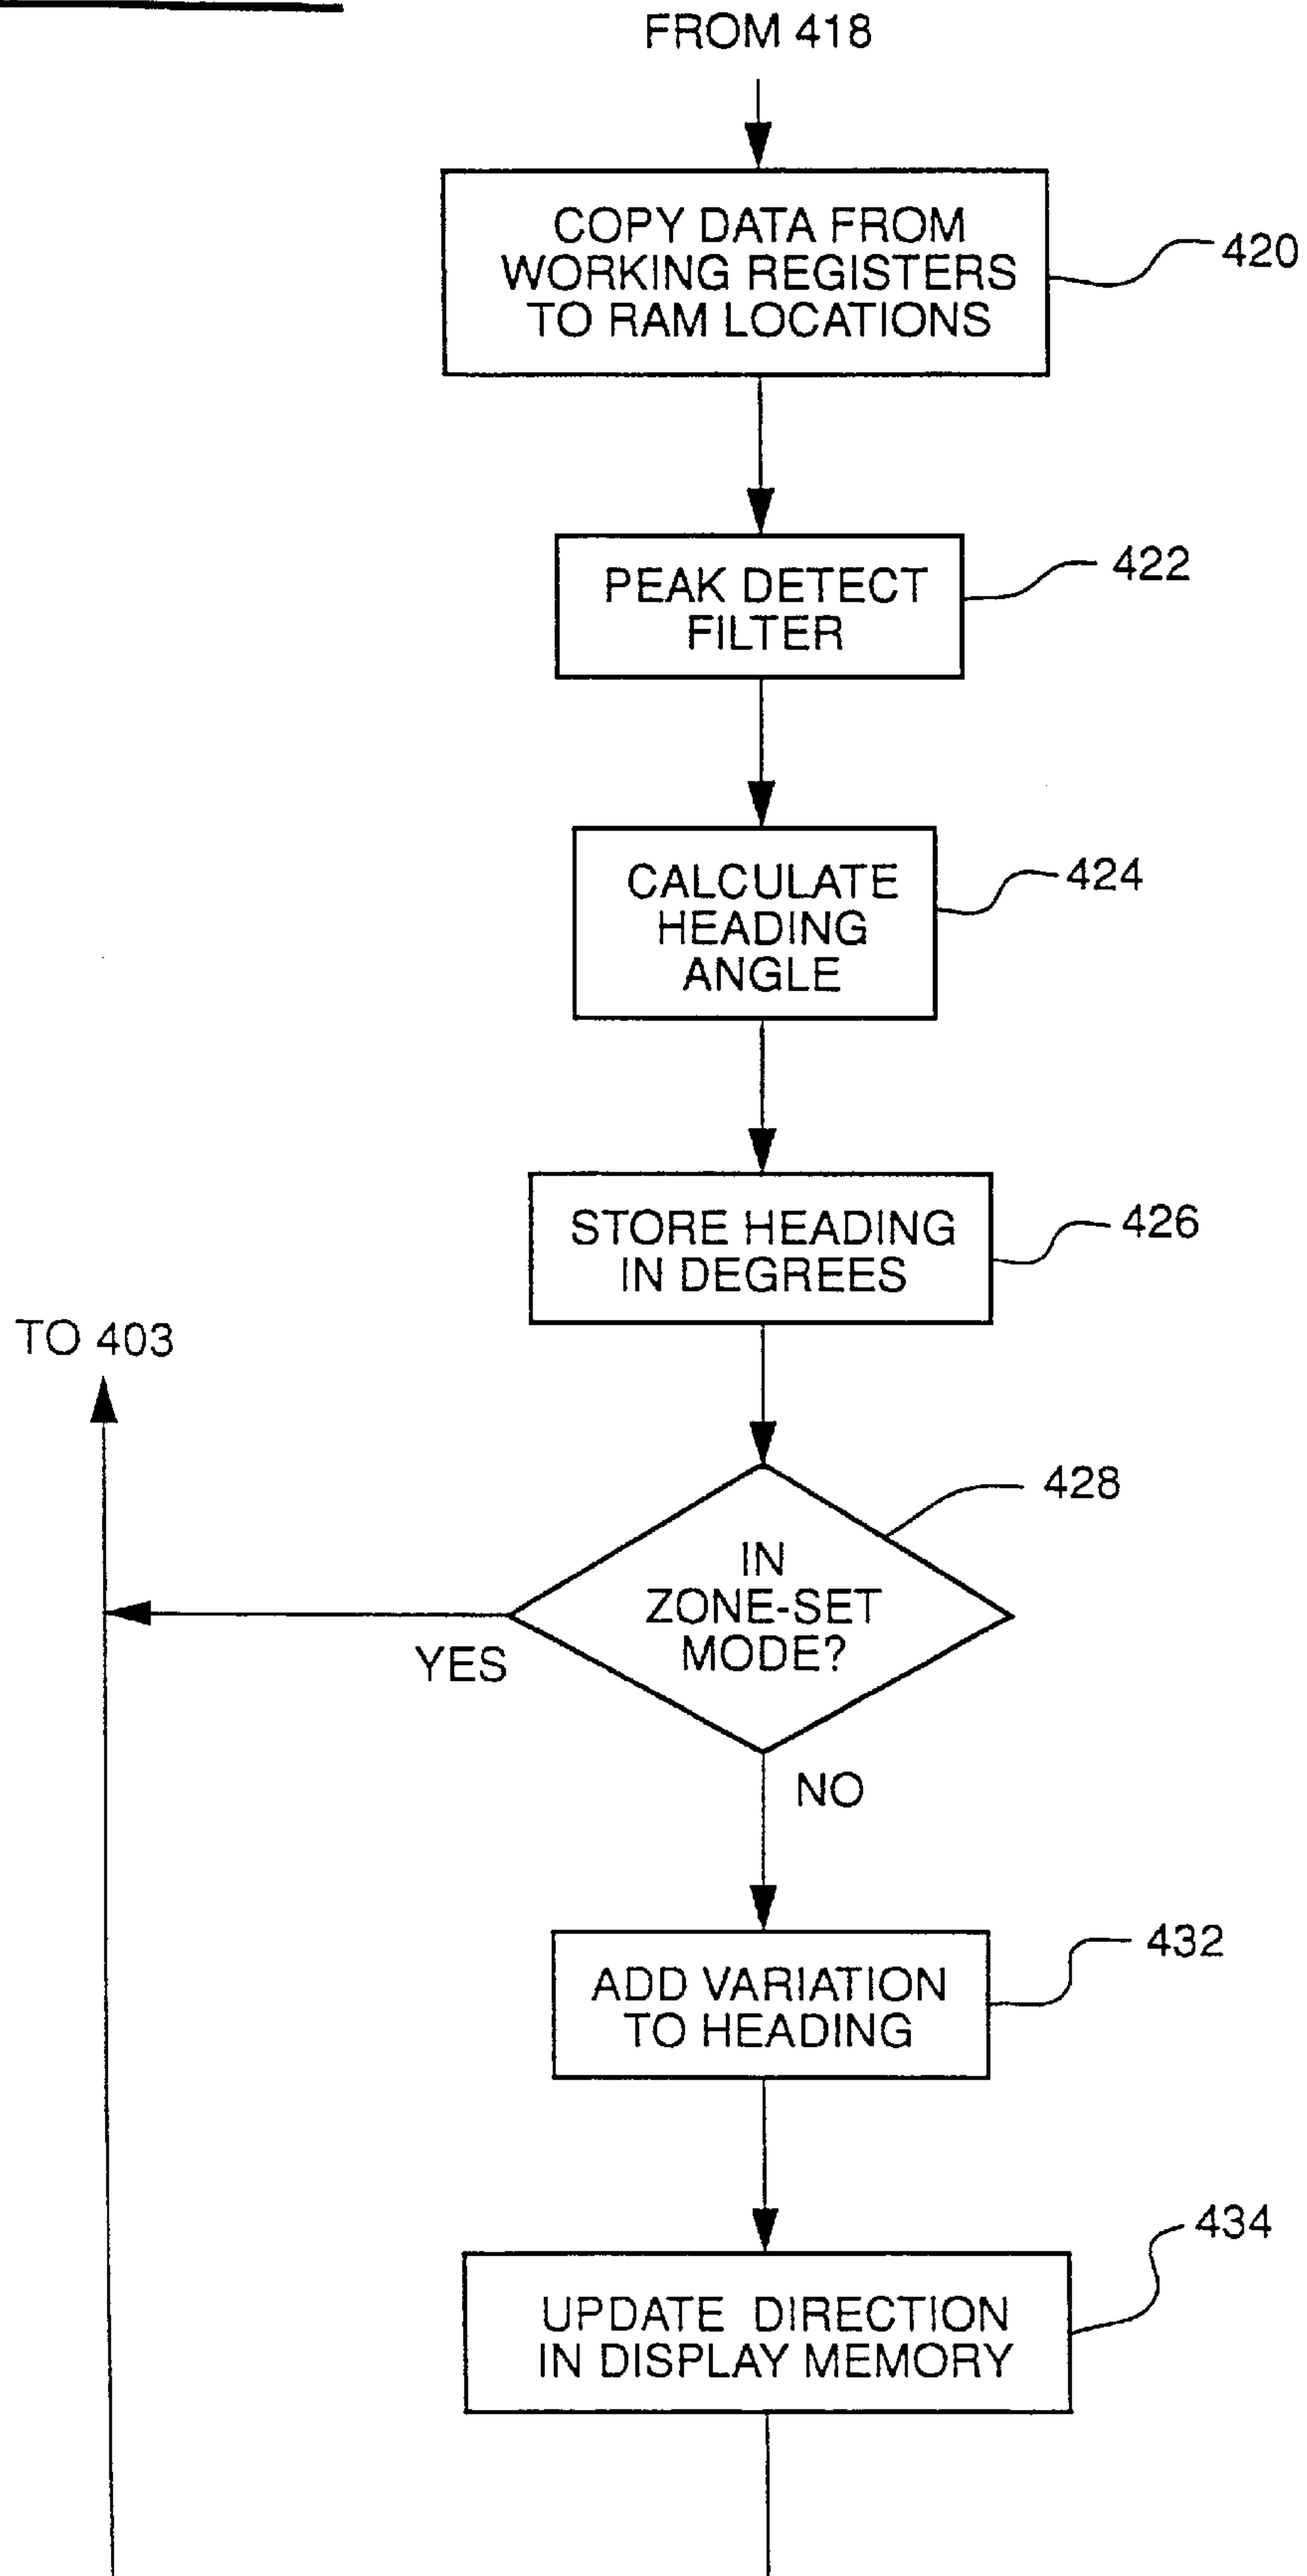 FROM 418
COPY DATA FROM
WORKING REGISTERS
TO RAM LOCATIONS
420
PEAK DETECT
FILTER
422
CALCULATE
HEADING
ANGLE
424
STORE HEADING
IN DEGREES
426
TO 403
428
IN
ZONE-SET
MODE?
YES
NO
ADD VARIATION
TO HEADING
432
UPDATE DIRECTION
IN DISPLAY MEMORY
434